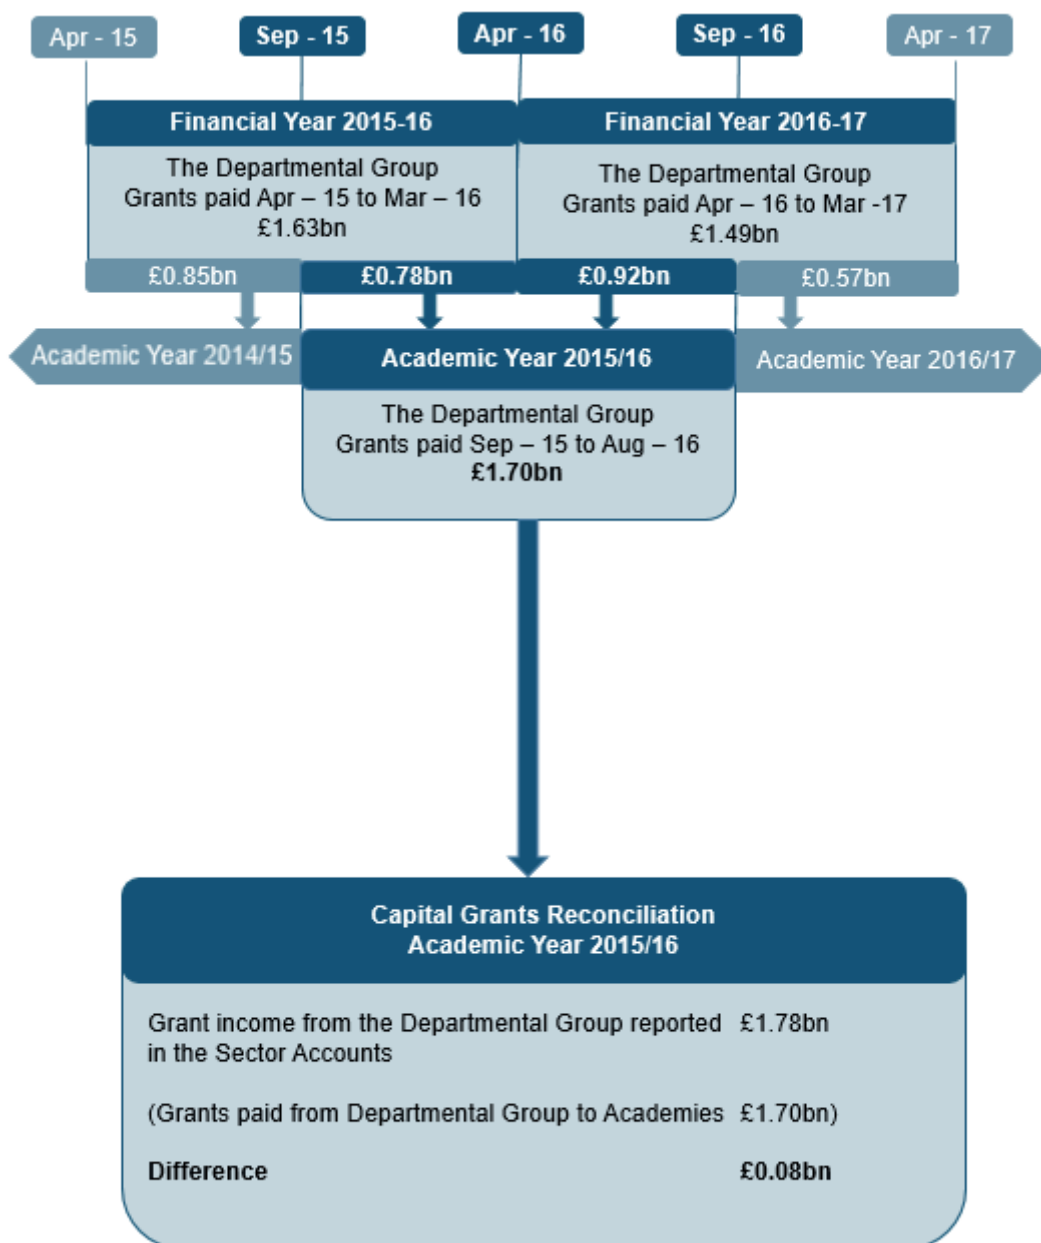 Apr - 15
Sep - 15
Apr - 16
Sep - 16
Apr - 17
Financial Year 2015-16
The Departmental Group
Grants paid Apr – 15 to Mar – 16
£1.63bn
Financial Year 2016-17
The Departmental Group
Grants paid Apr – 16 to Mar -17
£1.49bn
£0.85bn
£0.78bn
£0.92bn
£0.57bn
Academic Year 2014/15
Academic Year 2015/16
Academic Year 2016/17
The Departmental Group
Grants paid Sep – 15 to Aug – 16
£1.70bn
Capital Grants Reconciliation
Academic Year 2015/16
Grant income from the Departmental Group reported £1.78bn
in the Sector Accounts
(Grants paid from Departmental Group to Academies £1.70bn)
Difference £0.08bn